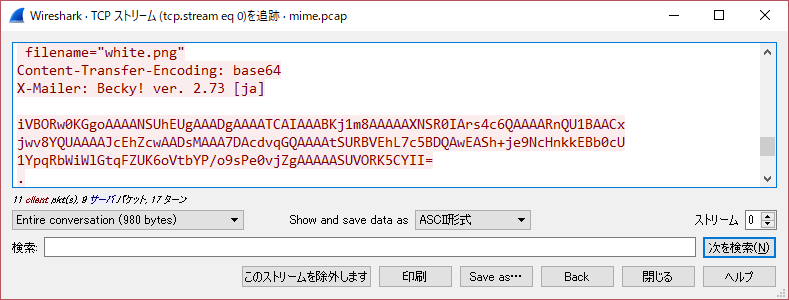 Wireshark · TCP ストリーム (tcp.stream eq 0)を追跡 · mime.pcap
filename="white.png"
Content-Transfer-Encoding: base64
X-Mailer: Becky! ver. 2.73 [ja]
iVBORw0KGgoAAAANSUhEUgAAADgAAAATCAIAAABKj1m8AAAAAXNSR0IArs4c6QAAAARnQU1BAACx
jwv8YQUAAAAJcEhZcwAADsMAAA7DAcdvqGQAAAAtSURBVEhL7c5BDQAwEASh+je9NcHnkkEBb0cU
1YpqRbWiWlGtqFZUK6oVtbYP/o9sPe0vjZgAAAAASUVORK5CYII=
.
11 client pkt(s), 9 サーバ パケット, 17 ターン
Entire conversation (980 bytes) Show and save data as ASCII形式 ストリーム 0
検索: 次を検索(N)
このストリームを除外します 印刷 Save as… Back 閉じる ヘルプ